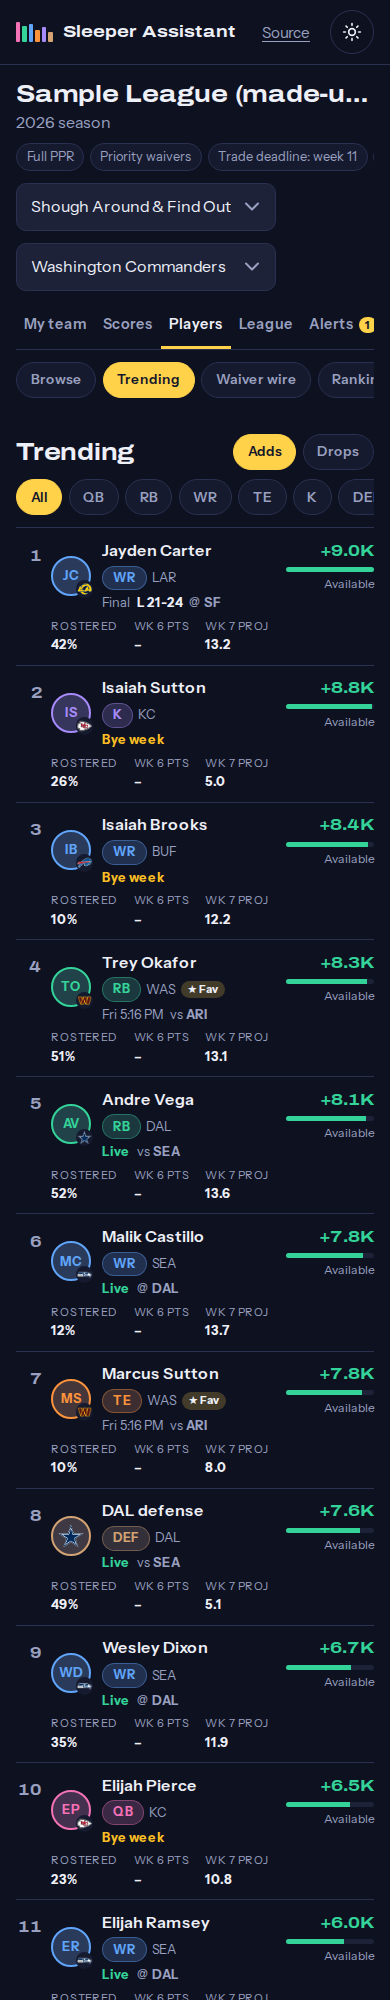 Sleeper Assistant Source
Sample League (made-u...
2026 season
Full PPR Priority waivers Trade deadline: week 11
Shough Around & Find Out
Washington Commanders
My team Scores Players League Alerts 1
Browse Trending Waiver wire Rankin
Trending Adds Drops
All QB RB WR TE K DEF
1 Jayden Carter +9.0K
JC WR LAR Available
Final L 21-24 @ SF
ROSTERED WK 6 PTS WK 7 PROJ
42% – 13.2
2 Isaiah Sutton +8.8K
IS K KC Available
Bye week
ROSTERED WK 6 PTS WK 7 PROJ
26% – 5.0
3 Isaiah Brooks +8.4K
IB WR BUF Available
Bye week
ROSTERED WK 6 PTS WK 7 PROJ
10% – 12.2
4 Trey Okafor +8.3K
TO RB WAS ★ Fav Available
Fri 5:16 PM vs ARI
ROSTERED WK 6 PTS WK 7 PROJ
51% – 13.1
5 Andre Vega +8.1K
AV RB DAL Available
Live vs SEA
ROSTERED WK 6 PTS WK 7 PROJ
52% – 13.6
6 Malik Castillo +7.8K
MC WR SEA Available
Live @ DAL
ROSTERED WK 6 PTS WK 7 PROJ
12% – 13.7
7 Marcus Sutton +7.8K
MS TE WAS ★ Fav Available
Fri 5:16 PM vs ARI
ROSTERED WK 6 PTS WK 7 PROJ
10% – 8.0
8 DAL defense +7.6K
DEF DAL Available
Live vs SEA
ROSTERED WK 6 PTS WK 7 PROJ
49% – 5.1
9 Wesley Dixon +6.7K
WD WR SEA Available
Live @ DAL
ROSTERED WK 6 PTS WK 7 PROJ
35% – 11.9
10 Elijah Pierce +6.5K
EP QB KC Available
Bye week
ROSTERED WK 6 PTS WK 7 PROJ
23% – 10.8
11 Elijah Ramsey +6.0K
ER WR SEA Available
Live @ DAL
ROSTERED WK 6 PTS WK 7 PROJ